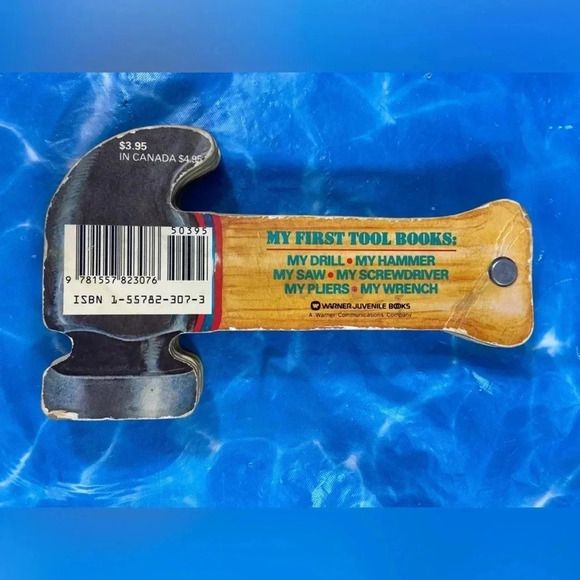 $3.95
IN CANADA $4.95
50395
9 781557 823076
ISBN 1-55782-307-3
MY FIRST TOOL BOOKS:
MY DRILL • MY HAMMER
MY SAW • MY SCREWDRIVER
MY PLIERS • MY WRENCH
WARNER JUVENILE BOOKS
A Warner Communications Company